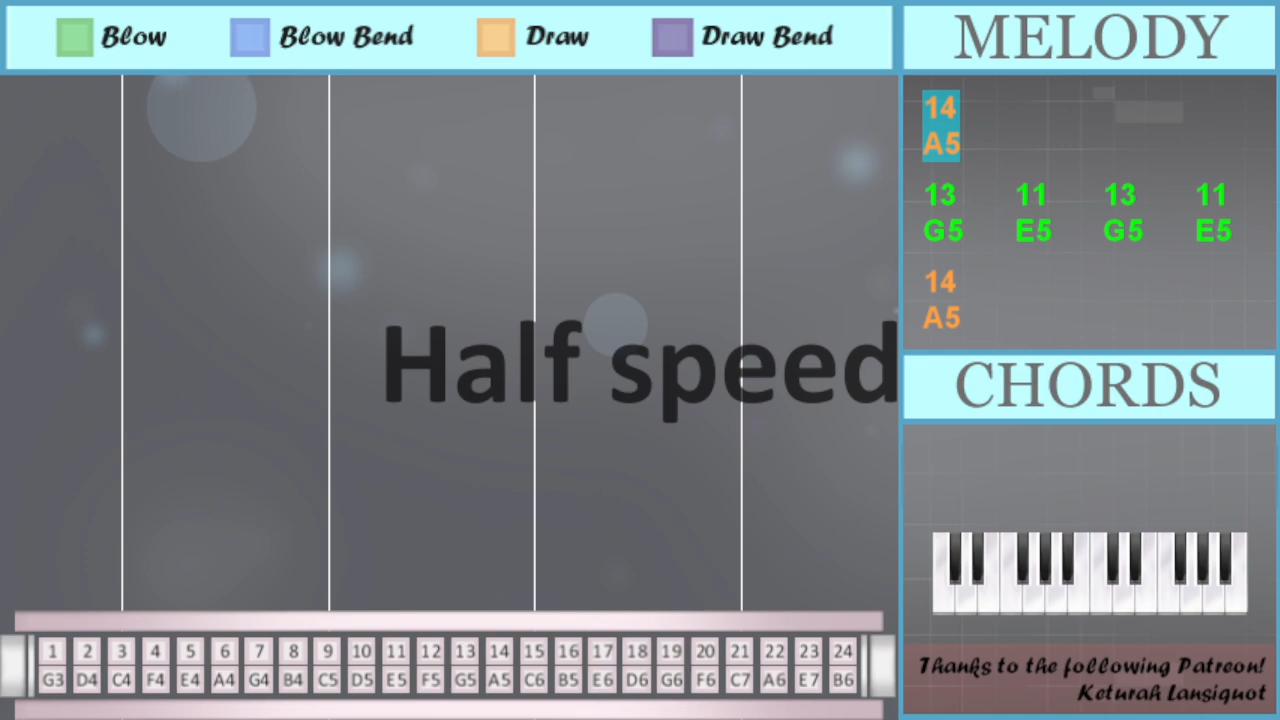 Blow Blow Bend Draw Draw Bend
MELODY
14
A5
13 11 13 11
G5 E5 G5 E5
14
A5
Half speed
CHORDS
1 2 3 4 5 6 7 8 9 10 11 12 13 14 15 16 17 18 19 20 21 22 23 24
G3 D4 C4 F4 E4 A4 G4 B4 C5 D5 E5 F5 G5 A5 C6 B5 E6 D6 G6 F6 C7 A6 E7 B6
Thanks to the following Patreon!
Keturah Lansiquot